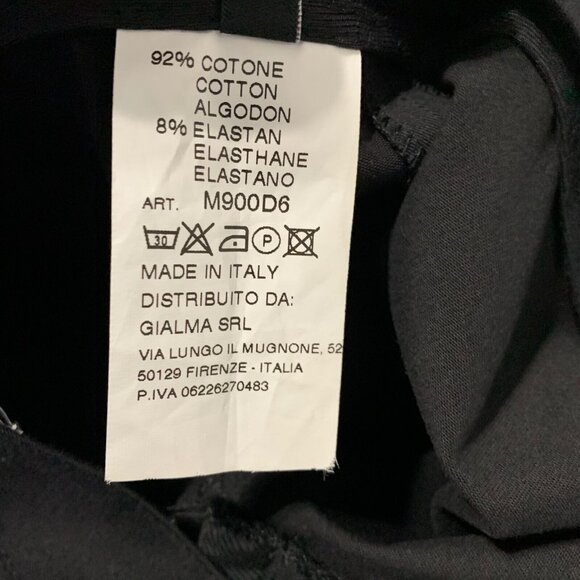 92% COTONE
COTTON
ALGODON
8% ELASTAN
ELASTHANE
ELASTANO
ART. M900D6
30 P
MADE IN ITALY
DISTRIBUITO DA:
GIALMA SRL
VIA LUNGO IL MUGNONE, 52
50129 FIRENZE - ITALIA
P.IVA 06226270483